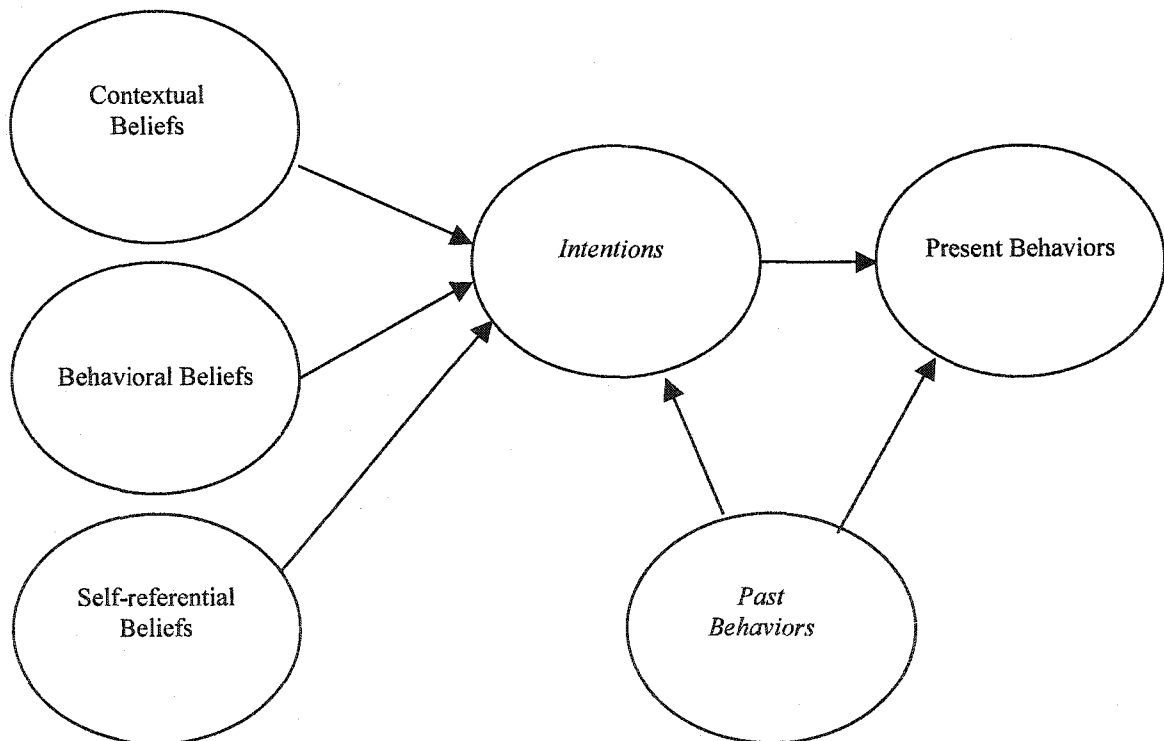 Contextual
Beliefs
Intentions
Present Behaviors
Behavioral Beliefs
Self-referential
Beliefs
Past
Behaviors